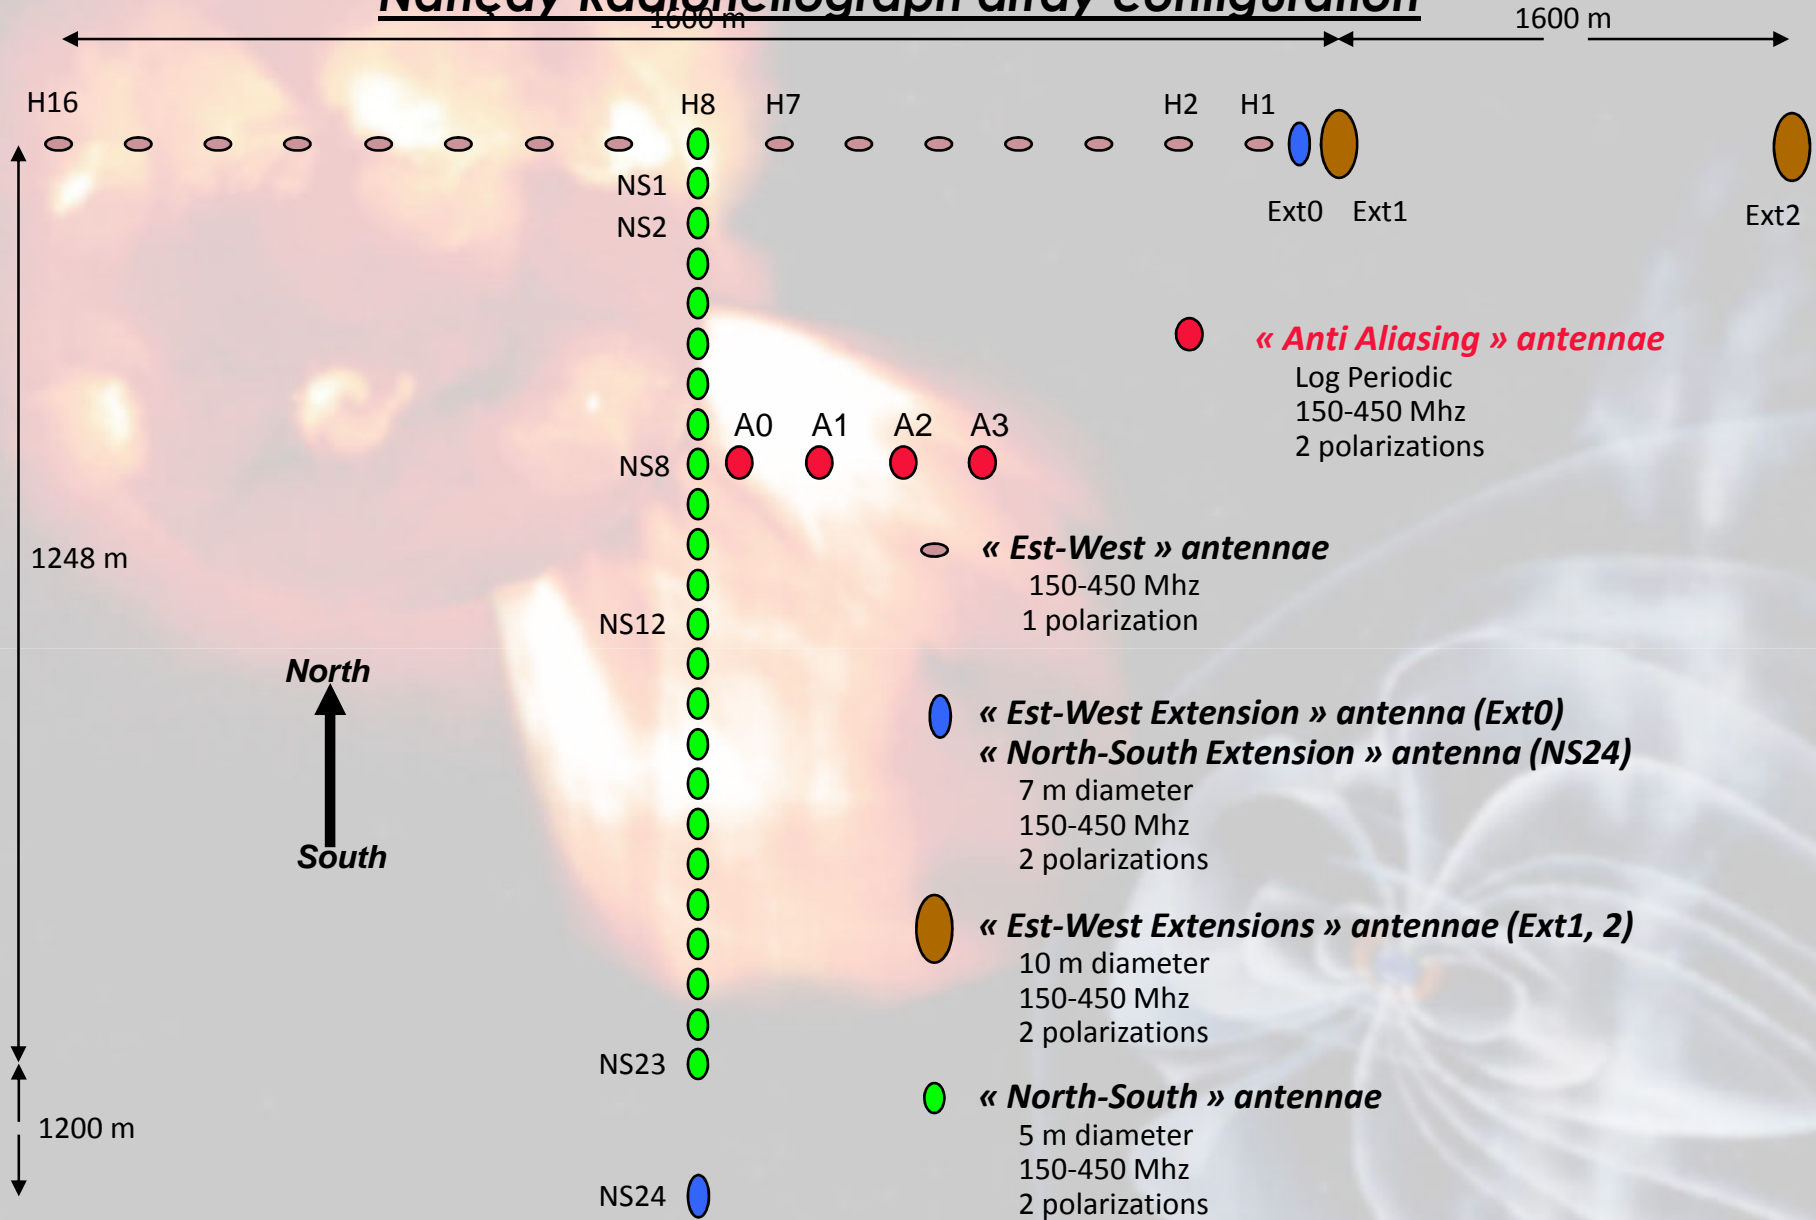 Nançay Radioheliograph array configuration
1600 m
1600 m
H16
H8
H7
H2
H1
NS1
NS2
Ext0
Ext1
Ext2
« Anti Aliasing » antennae
Log Periodic
150-450 Mhz
2 polarizations
A0
A1
A2
A3
NS8
« Est-West » antennae
150-450 Mhz
1 polarization
1248 m
NS12
North
South
« Est-West Extension » antenna (Ext0)
« North-South Extension » antenna (NS24)
7 m diameter
150-450 Mhz
2 polarizations
« Est-West Extensions » antennae (Ext1, 2)
10 m diameter
150-450 Mhz
2 polarizations
NS23
« North-South » antennae
5 m diameter
150-450 Mhz
2 polarizations
1200 m
NS24